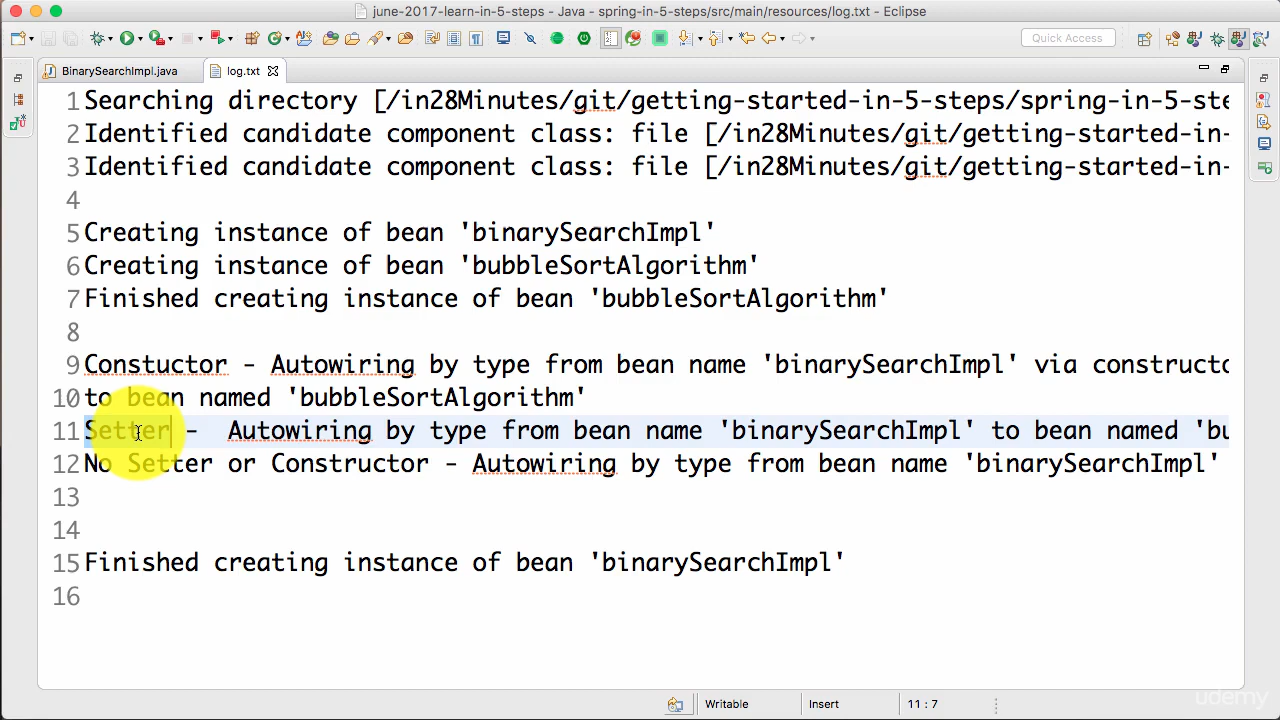 june-2017-learn-in-5-steps - Java - spring-in-5-steps/src/main/resources/log.txt - Eclipse
Quick Access
BinarySearchImpl.java
log.txt
1 Searching directory [/in28Minutes/git/getting-started-in-5-steps/spring-in-5-ste
2 Identified candidate component class: file [/in28Minutes/git/getting-started-in-
3 Identified candidate component class: file [/in28Minutes/git/getting-started-in-
4
5 Creating instance of bean 'binarySearchImpl'
6 Creating instance of bean 'bubbleSortAlgorithm'
7 Finished creating instance of bean 'bubbleSortAlgorithm'
8
9 Constuctor - Autowiring by type from bean name 'binarySearchImpl' via constructo
10 to bean named 'bubbleSortAlgorithm'
11 Setter -  Autowiring by type from bean name 'binarySearchImpl' to bean named 'bu
12 No Setter or Constructor - Autowiring by type from bean name 'binarySearchImpl'
13
14
15 Finished creating instance of bean 'binarySearchImpl'
16
Writable
Insert
11 : 7
udemy